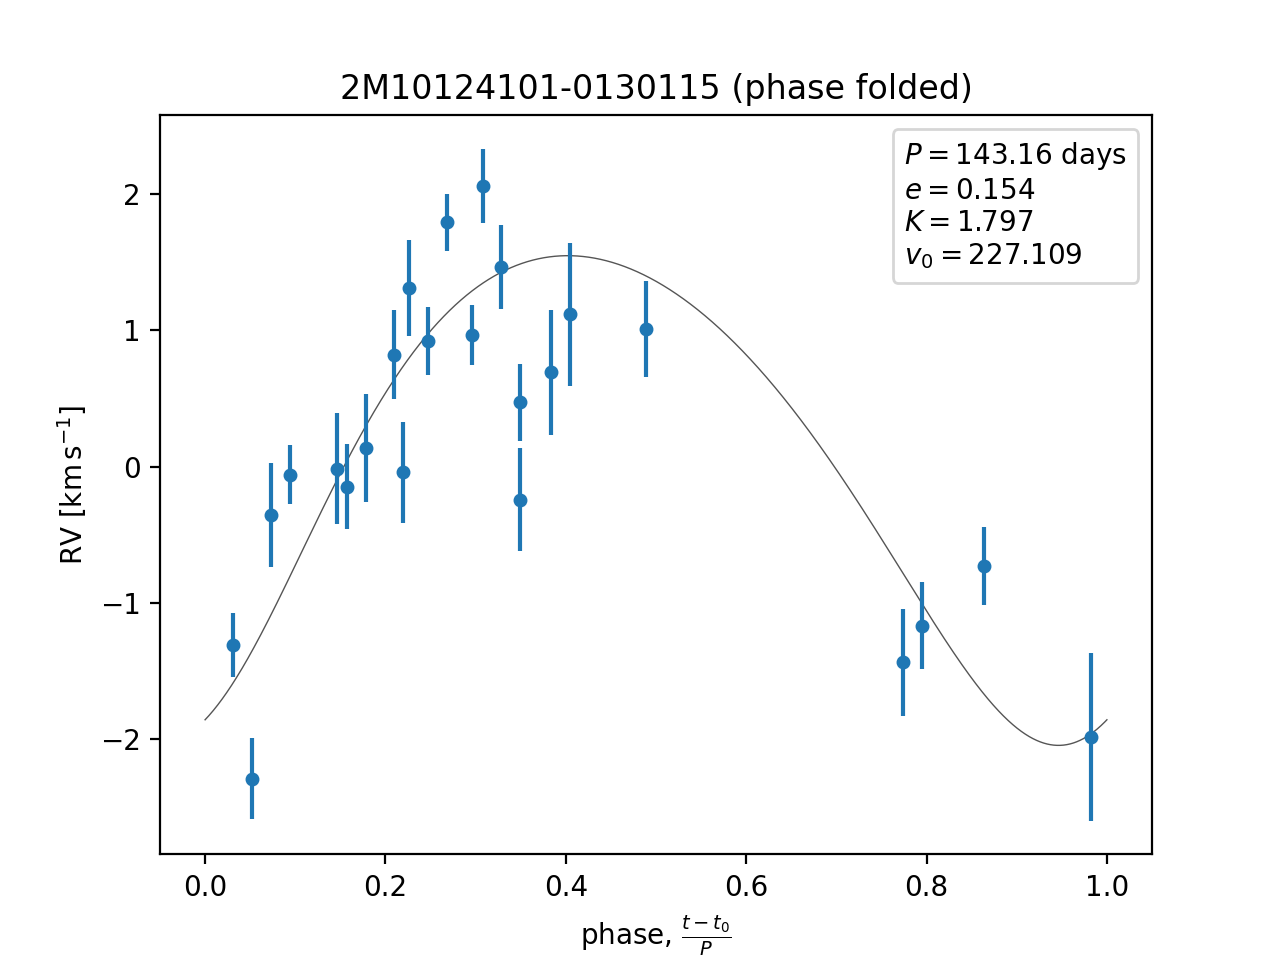 2M10124101-0130115 (phase folded)
P = 143.16 days
e = 0.154
K = 1.797
v₀ = 227.109
RV [km s⁻¹]
2
1
0
−1
−2
0.0 0.2 0.4 0.6 0.8 1.0
phase, (t − t₀)/P